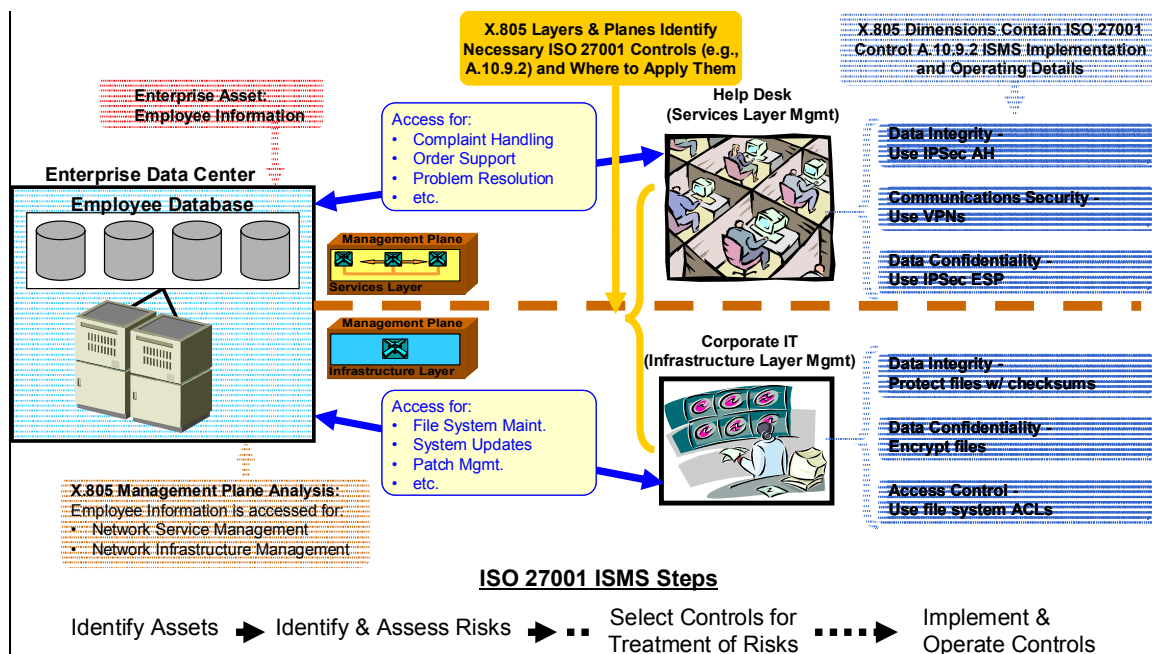 X.805 Layers & Planes Identify
Necessary ISO 27001 Controls (e.g.,
A.10.9.2) and Where to Apply Them
X.805 Dimensions Contain ISO 27001
Control A.10.9.2 ISMS Implementation
and Operating Details
Enterprise Asset:
Employee Information
Access for:
• Complaint Handling
• Order Support
• Problem Resolution
• etc.
Help Desk
(Services Layer Mgmt)
Data Integrity -
Use IPSec AH
Communications Security -
Use VPNs
Data Confidentiality -
Use IPSec ESP
Enterprise Data Center
Employee Database
Management Plane
Services Layer
Management Plane
Infrastructure Layer
Corporate IT
(Infrastructure Layer Mgmt)
Access for:
• File System Maint.
• System Updates
• Patch Mgmt.
• etc.
Data Integrity -
Protect files w/ checksums
Data Confidentiality -
Encrypt files
Access Control -
Use file system ACLs
X.805 Management Plane Analysis:
Employee Information is accessed for:
• Network Service Management
• Network Infrastructure Management
ISO 27001 ISMS Steps
Identify Assets
Identify & Assess Risks
Select Controls for
Treatment of Risks
Implement &
Operate Controls